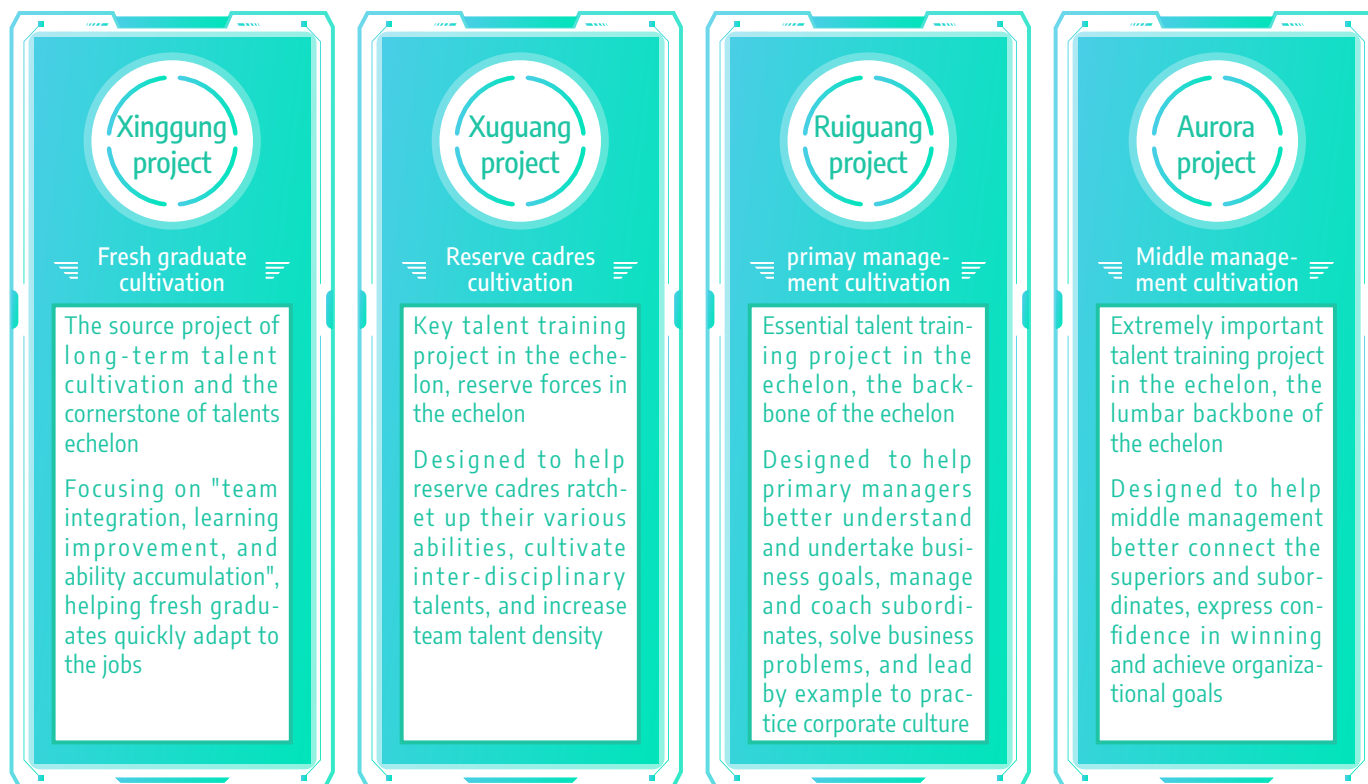 Xinggung
project
Fresh graduate
cultivation
The source project of
long-term talent
cultivation and the
cornerstone of talents
echelon
Focusing on "team
integration, learning
improvement, and
ability accumulation",
helping fresh gradu-
ates quickly adapt to
the jobs
Xuguang
project
Reserve cadres
cultivation
Key talent training
project in the eche-
lon, reserve forces in
the echelon
Designed to help
reserve cadres ratch-
et up their various
abilities, cultivate
inter-disciplinary
talents, and increase
team talent density
Ruiguang
project
primay manage-
ment cultivation
Essential talent train-
ing project in the
echelon, the back-
bone of the echelon
Designed to help
primary managers
better understand
and undertake busi-
ness goals, manage
and coach subordi-
nates, solve business
problems, and lead
by example to prac-
tice corporate culture
Aurora
project
Middle manage-
ment cultivation
Extremely important
talent training project
in the echelon, the
lumbar backbone of
the echelon
Designed to help
middle management
better connect the
superiors and subor-
dinates, express con-
fidence in winning
and achieve organiza-
tional goals